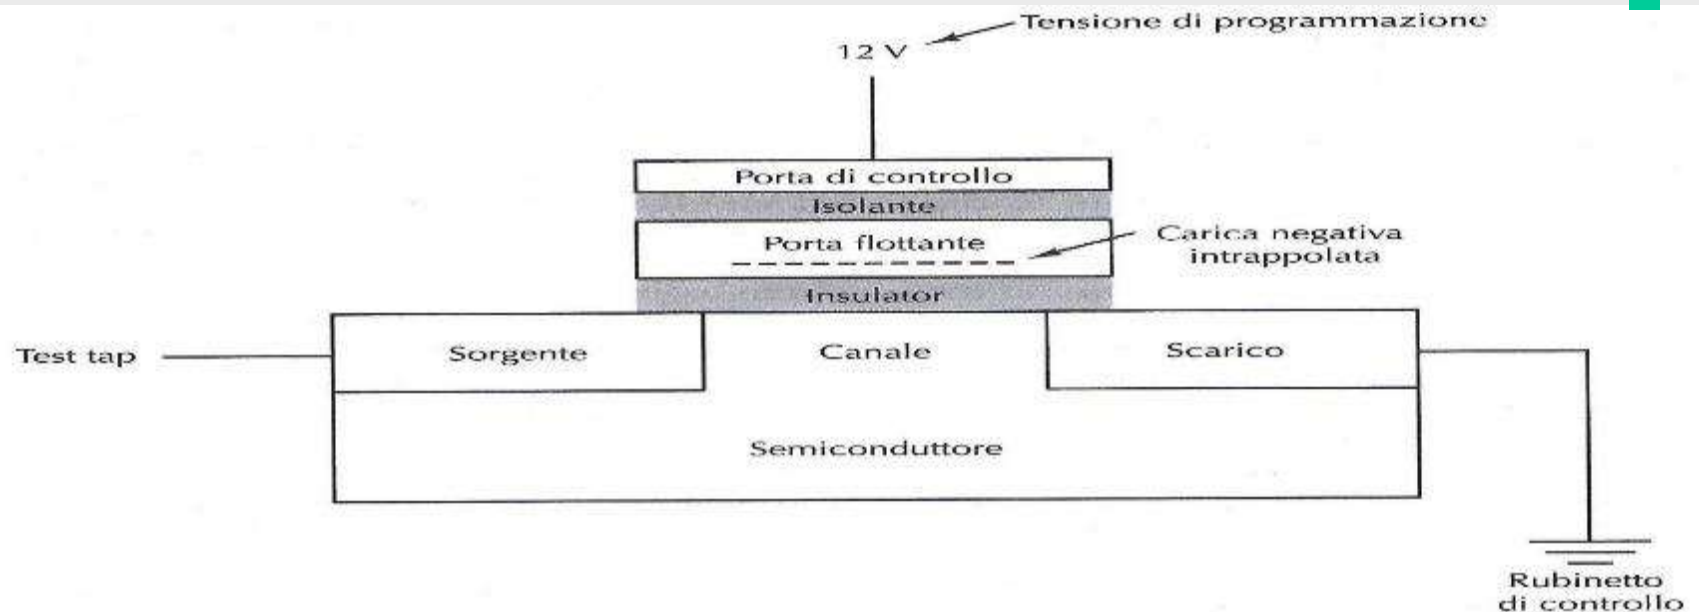 Tensione di programmazione
12 V
Porta di controllo
Isolante
Porta flottante
Carica negativa
intrappolata
Insulator
Test tap
Sorgente
Canale
Scarico
Semiconduttore
Rubinetto
di controllo